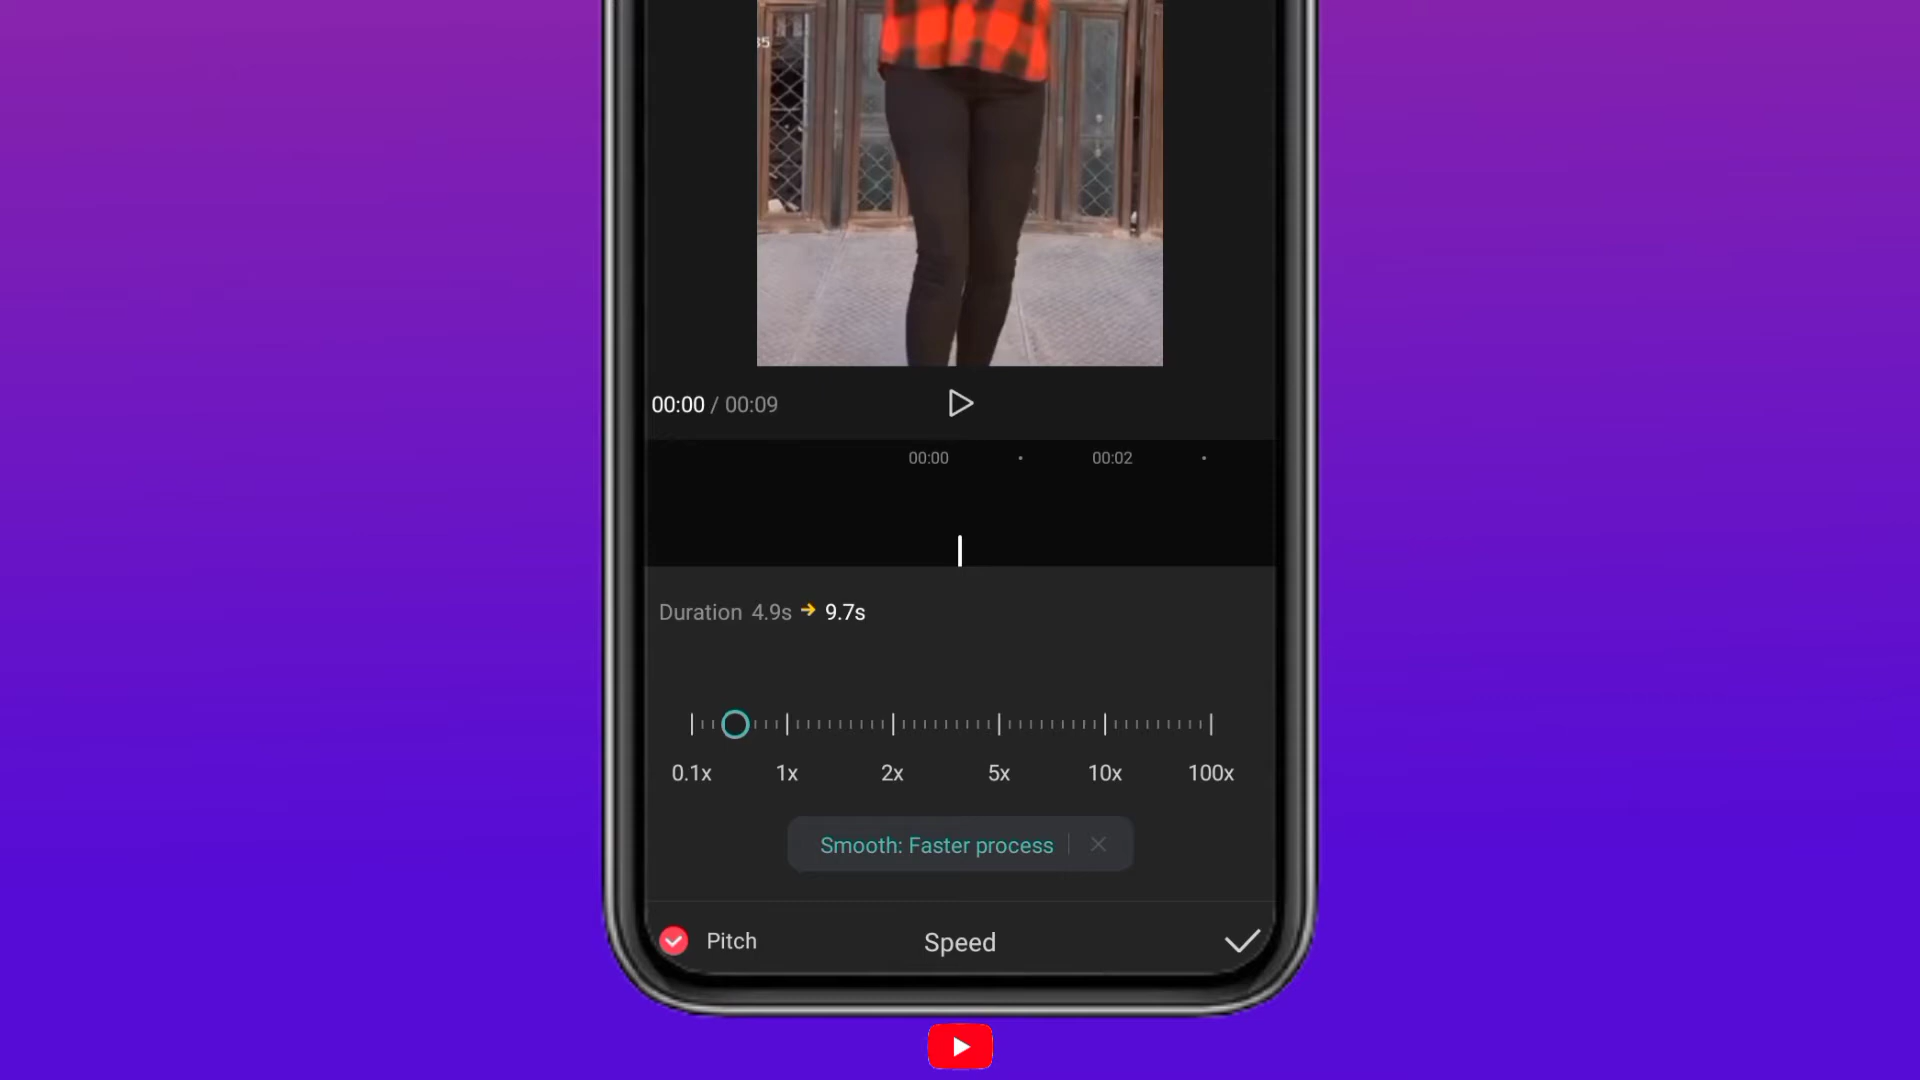 35
00:00 / 00:09
00:00 00:02
Duration 4.9s → 9.7s
0.1x 1x 2x 5x 10x 100x
Smooth: Faster process
Pitch Speed